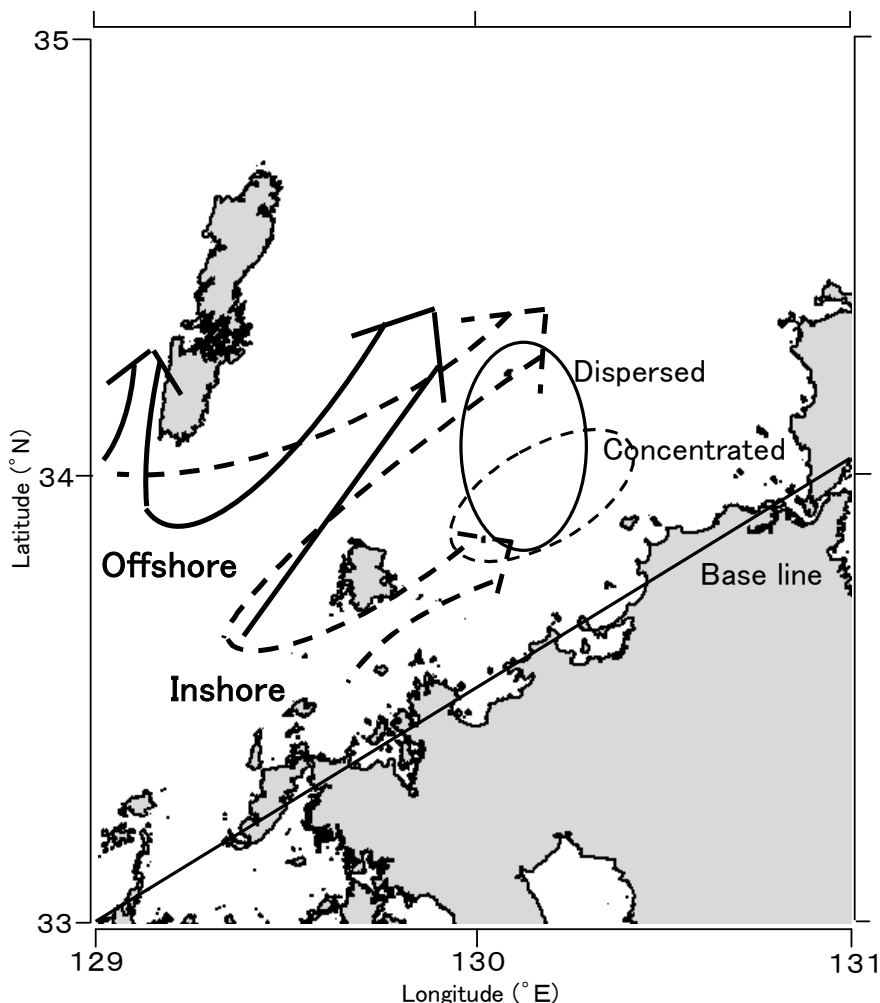 35
Dispersed
Concentrated
34
Latitude (°N)
Offshore
Base line
Inshore
33
129
130
131
Longitude (°E)